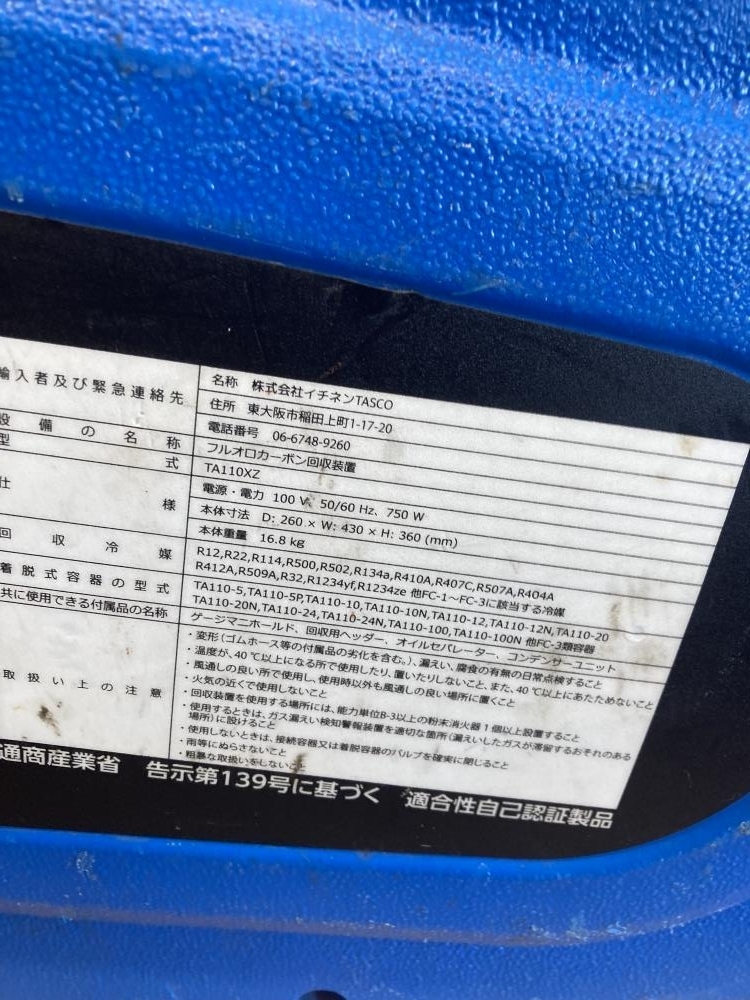 輸入者及び緊急連絡先
名称 株式会社イチネンTASCO
住所 東大阪市稲田上町1-17-20
電話番号 06-6748-9260
設備の名称 フルオロカーボン回収装置
型式 TA110XZ
仕様 電源・電力 100 V、50/60 Hz、750 W
本体寸法 D: 260 × W: 430 × H: 360 (mm)
本体重量 16.8 kg
回収冷媒 R12,R22,R114,R500,R502,R134a,R410A,R407C,R507A,R404A
R412A,R509A,R32,R1234yf,R1234ze 他FC-1～FC-3に該当する冷媒
着脱式容器の型式 TA110-5,TA110-5P,TA110-10,TA110-10N,TA110-12,TA110-12N,TA110-20
TA110-20N,TA110-24,TA110-24N,TA110-100,TA110-100N 他FC-3類容器
共に使用できる付属品の名称 ゲージマニホールド、回収用ヘッダー、オイルセパレーター、コンデンサーユニット
取扱い上の注意
・変形(ゴムホース等の付属品の劣化を含む。)、漏えい、腐食の有無の日常点検すること
・温度が、40℃以上になる所で使用したり、置いたりしないこと、また、40℃以上にあたためないこと
・風通しの良い所で使用し、使用時以外も風通しの良い場所に置くこと
・火気の近くで使用しないこと
・回収装置を使用する場所には、能力単位B-3以上の粉末消火器1個以上設置すること
・使用するときは、ガス漏えい検知警報装置を適切な箇所(漏えいしたガスが滞留するおそれのある
場所)に設けること
・使用しないときは、接続容器又は着脱容器のバルブを確実に閉じること
・雨等にぬらさないこと
・粗暴な取扱いをしないこと
通商産業省 告示第139号に基づく 適合性自己認証製品